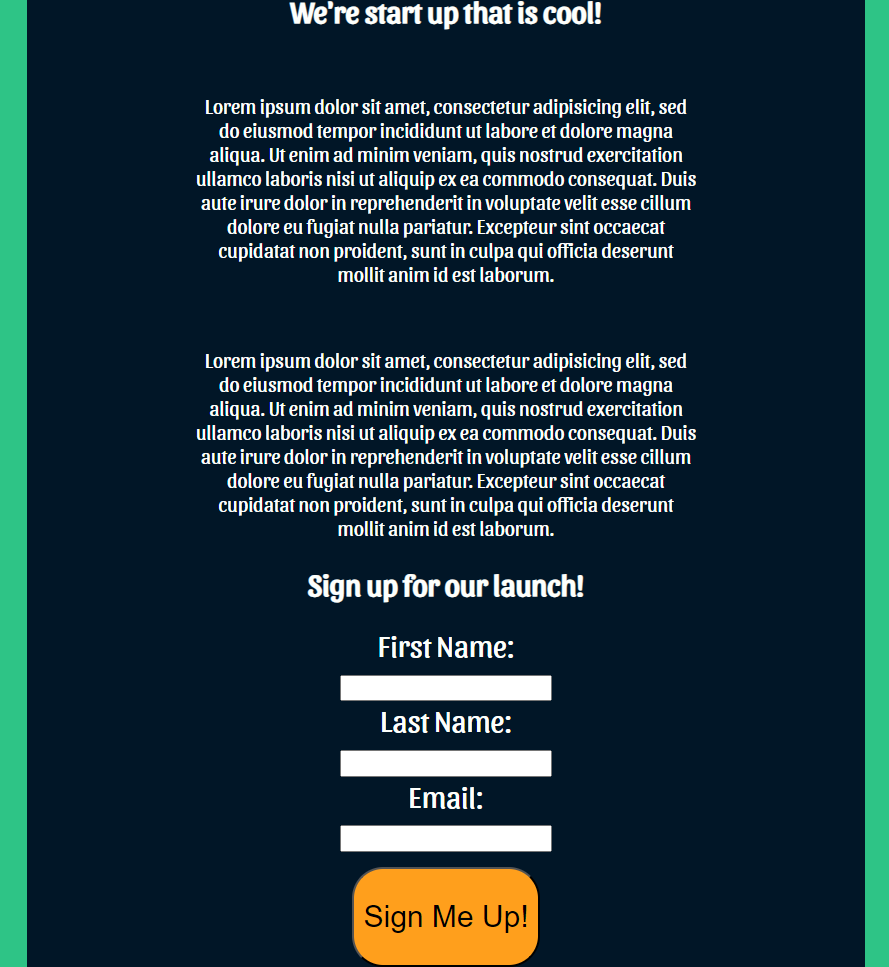 We're start up that is cool!
Lorem ipsum dolor sit amet, consectetur adipisicing elit, sed
do eiusmod tempor incididunt ut labore et dolore magna
aliqua. Ut enim ad minim veniam, quis nostrud exercitation
ullamco laboris nisi ut aliquip ex ea commodo consequat. Duis
aute irure dolor in reprehenderit in voluptate velit esse cillum
dolore eu fugiat nulla pariatur. Excepteur sint occaecat
cupidatat non proident, sunt in culpa qui officia deserunt
mollit anim id est laborum.
Lorem ipsum dolor sit amet, consectetur adipisicing elit, sed
do eiusmod tempor incididunt ut labore et dolore magna
aliqua. Ut enim ad minim veniam, quis nostrud exercitation
ullamco laboris nisi ut aliquip ex ea commodo consequat. Duis
aute irure dolor in reprehenderit in voluptate velit esse cillum
dolore eu fugiat nulla pariatur. Excepteur sint occaecat
cupidatat non proident, sunt in culpa qui officia deserunt
mollit anim id est laborum.
Sign up for our launch!
First Name:
Last Name:
Email:
Sign Me Up!